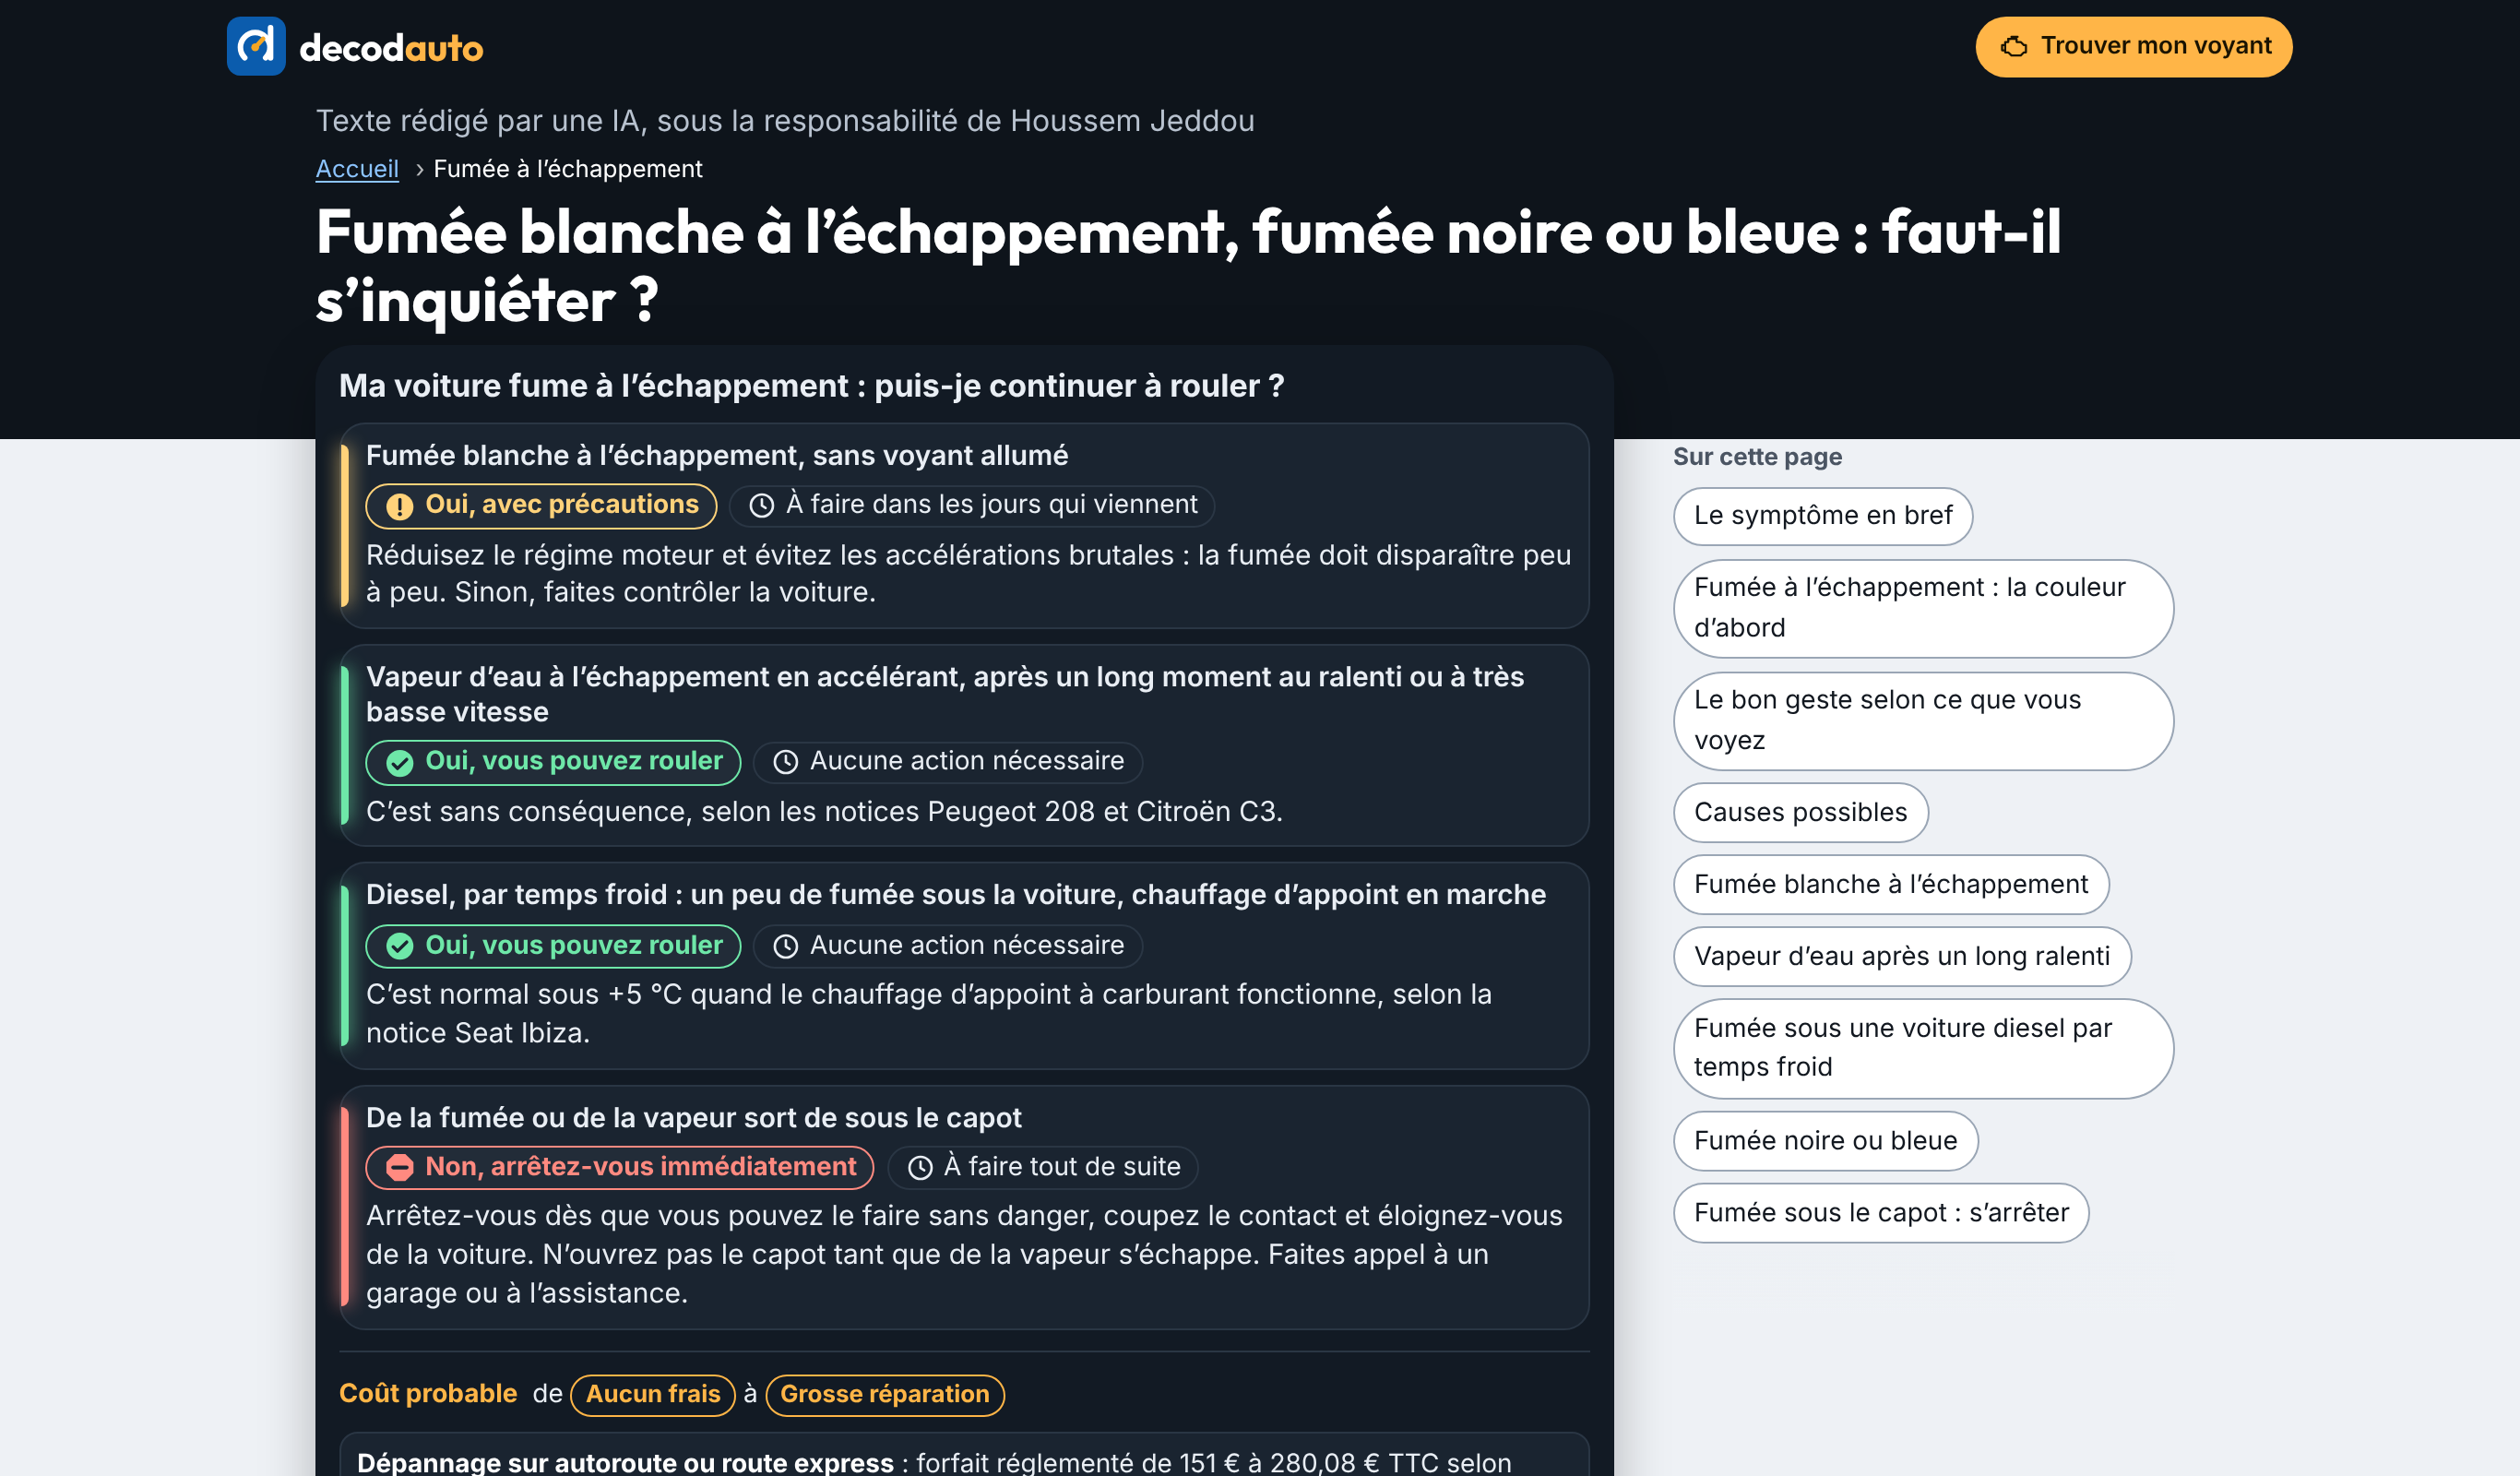 decodauto
Trouver mon voyant
Texte rédigé par une IA, sous la responsabilité de Houssem Jeddou
Accueil › Fumée à l’échappement
Fumée blanche à l’échappement, fumée noire ou bleue : faut-il
s’inquiéter ?
Ma voiture fume à l’échappement : puis-je continuer à rouler ?
Fumée blanche à l’échappement, sans voyant allumé
Oui, avec précautions À faire dans les jours qui viennent
Réduisez le régime moteur et évitez les accélérations brutales : la fumée doit disparaître peu
à peu. Sinon, faites contrôler la voiture.
Vapeur d’eau à l’échappement en accélérant, après un long moment au ralenti ou à très
basse vitesse
Oui, vous pouvez rouler Aucune action nécessaire
C’est sans conséquence, selon les notices Peugeot 208 et Citroën C3.
Diesel, par temps froid : un peu de fumée sous la voiture, chauffage d’appoint en marche
Oui, vous pouvez rouler Aucune action nécessaire
C’est normal sous +5 °C quand le chauffage d’appoint à carburant fonctionne, selon la
notice Seat Ibiza.
De la fumée ou de la vapeur sort de sous le capot
Non, arrêtez-vous immédiatement À faire tout de suite
Arrêtez-vous dès que vous pouvez le faire sans danger, coupez le contact et éloignez-vous
de la voiture. N’ouvrez pas le capot tant que de la vapeur s’échappe. Faites appel à un
garage ou à l’assistance.
Coût probable de Aucun frais à Grosse réparation
Dépannage sur autoroute ou route express : forfait réglementé de 151 € à 280,08 € TTC selon
Sur cette page
Le symptôme en bref
Fumée à l’échappement : la couleur
d’abord
Le bon geste selon ce que vous
voyez
Causes possibles
Fumée blanche à l’échappement
Vapeur d’eau après un long ralenti
Fumée sous une voiture diesel par
temps froid
Fumée noire ou bleue
Fumée sous le capot : s’arrêter